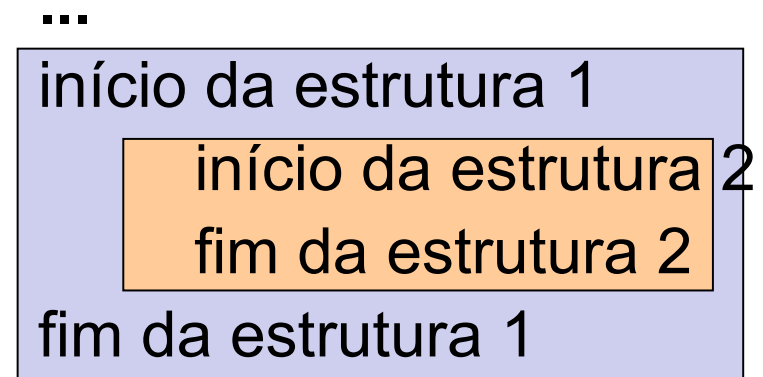 ...
início da estrutura 1
início da estrutura 2
fim da estrutura 2
fim da estrutura 1